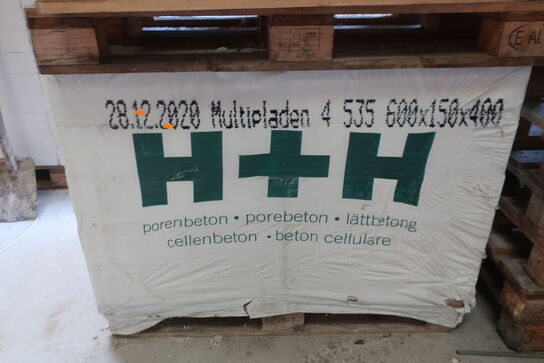 28.12.2020 Multipladen 4 535 600x150x400
H+H
porenbeton • porebeton • lättbetong
cellenbeton • beton cellulare